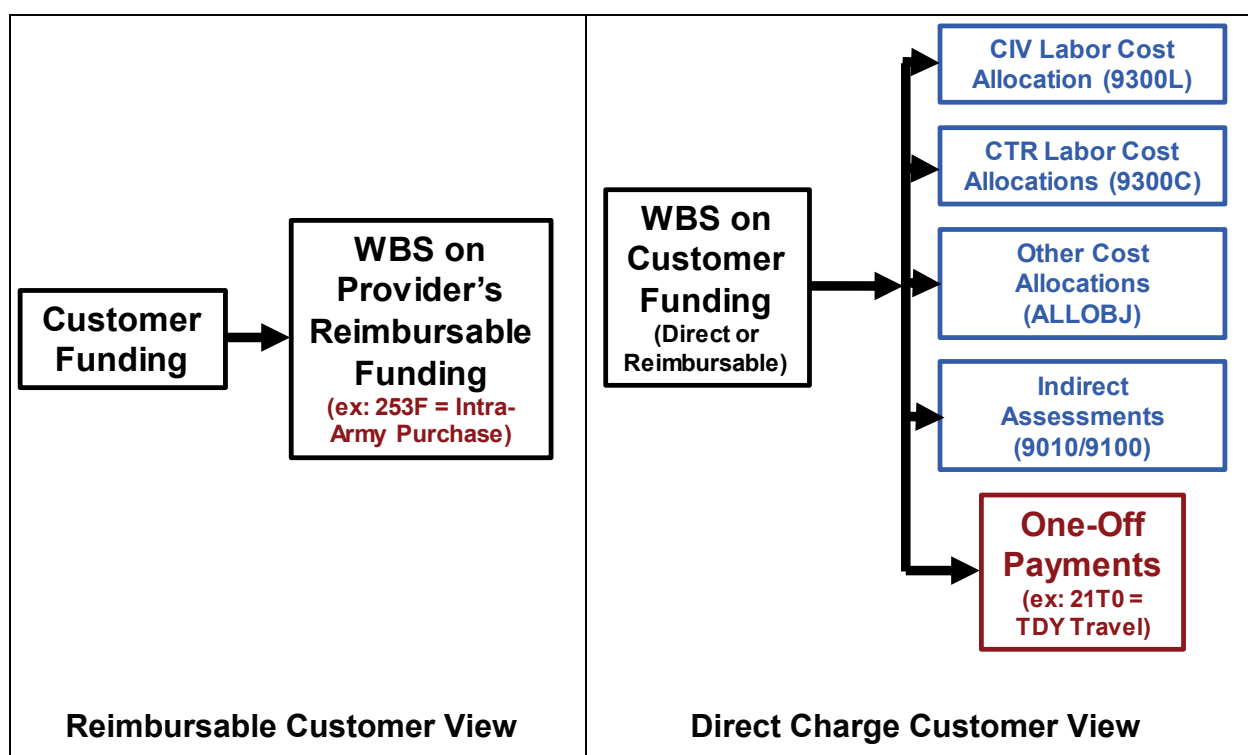 Customer
Funding
WBS on
Provider's
Reimbursable
Funding
(ex: 253F = Intra-
Army Purchase)
Reimbursable Customer View
WBS on
Customer
Funding
(Direct or
Reimbursable)
CIV Labor Cost
Allocation (9300L)
CTR Labor Cost
Allocations (9300C)
Other Cost
Allocations
(ALLOBJ)
Indirect
Assessments
(9010/9100)
One-Off
Payments
(ex: 21T0 =
TDY Travel)
Direct Charge Customer View